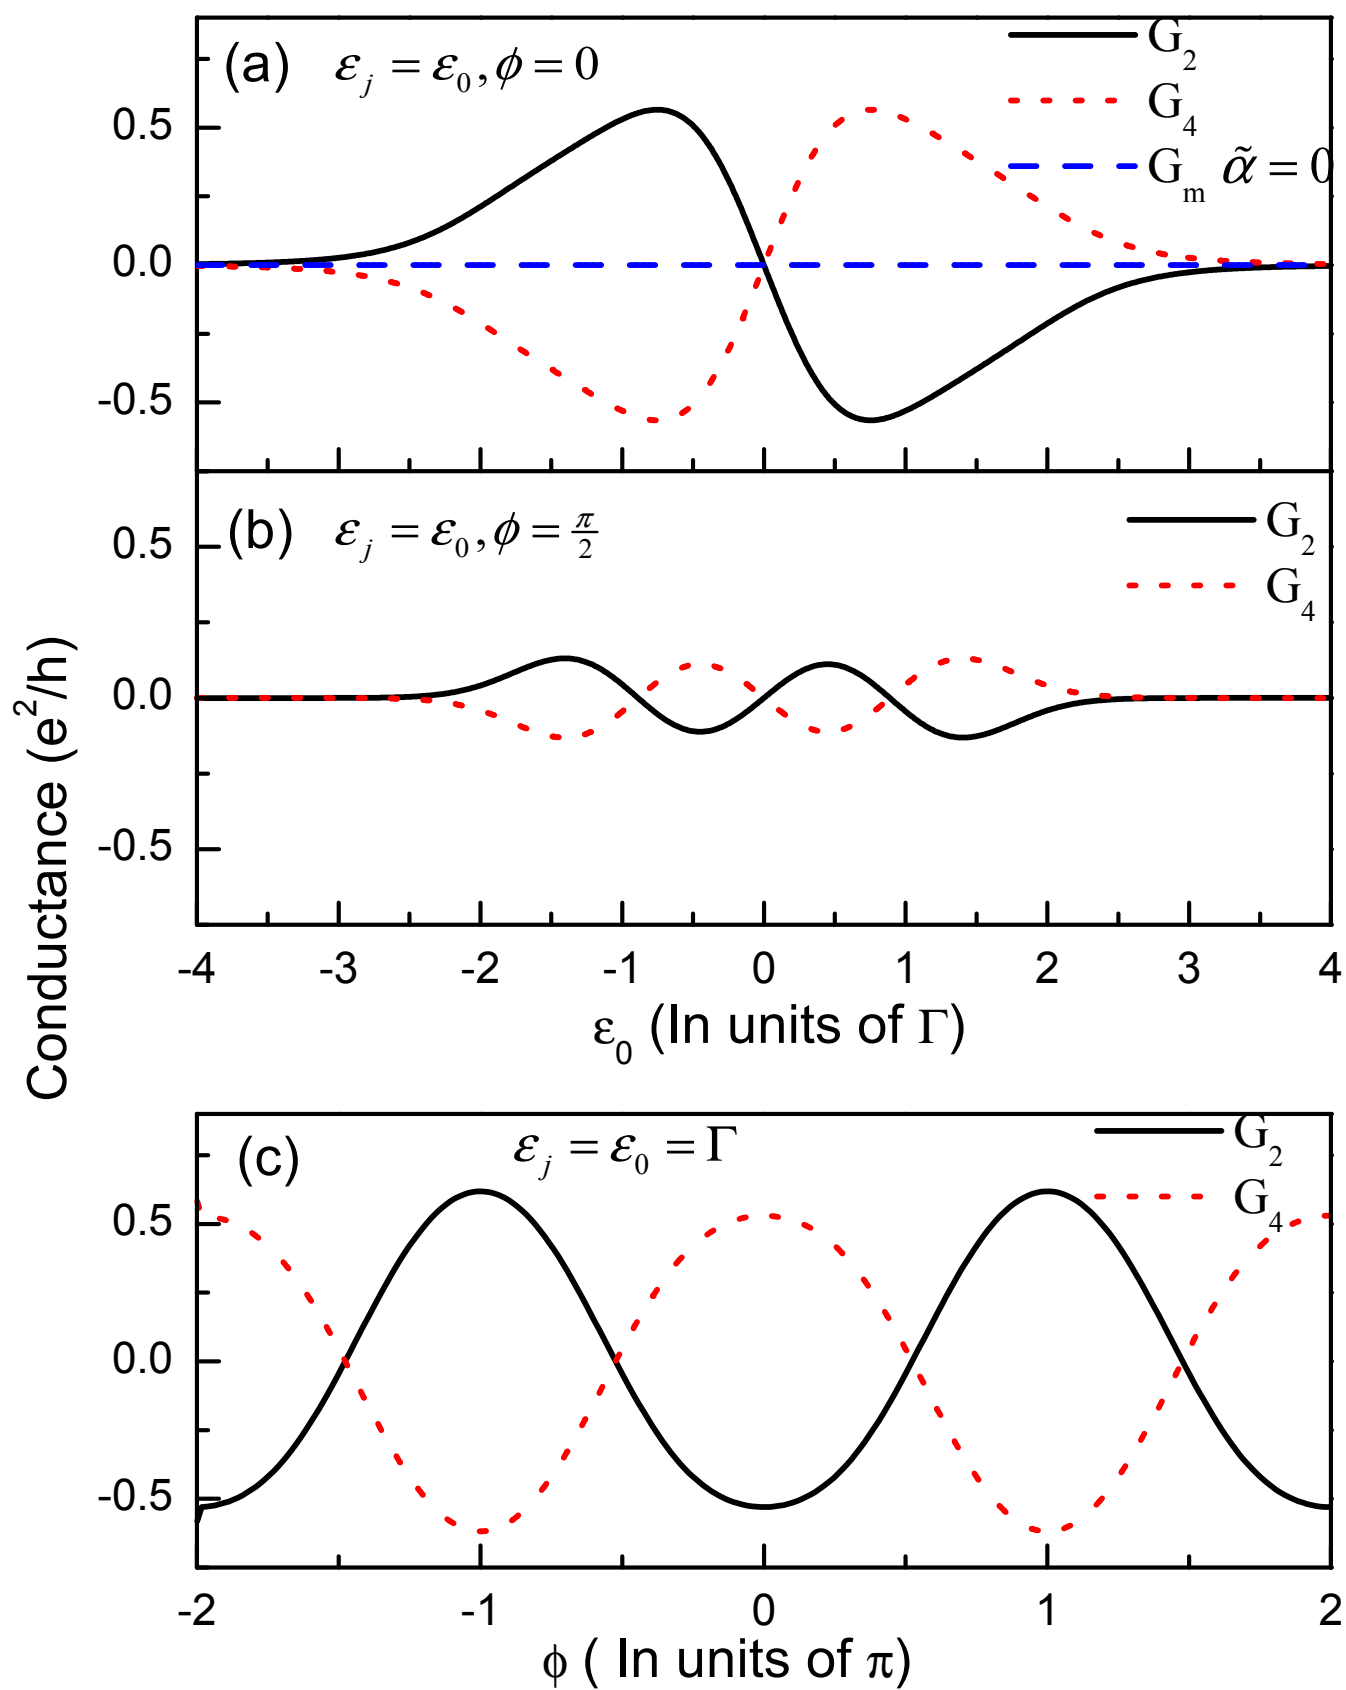 (a) ε_j = ε_0, ϕ = 0
G_2
G_4
G_m α̃ = 0
0.5
0.0
-0.5
(b) ε_j = ε_0, ϕ = π/2
G_2
G_4
0.5
0.0
-0.5
-4 -3 -2 -1 0 1 2 3 4
ε_0 (In units of Γ)
Conductance (e^2/h)
(c) ε_j = ε_0 = Γ
G_2
G_4
0.5
0.0
-0.5
-2 -1 0 1 2
ϕ ( In units of π)